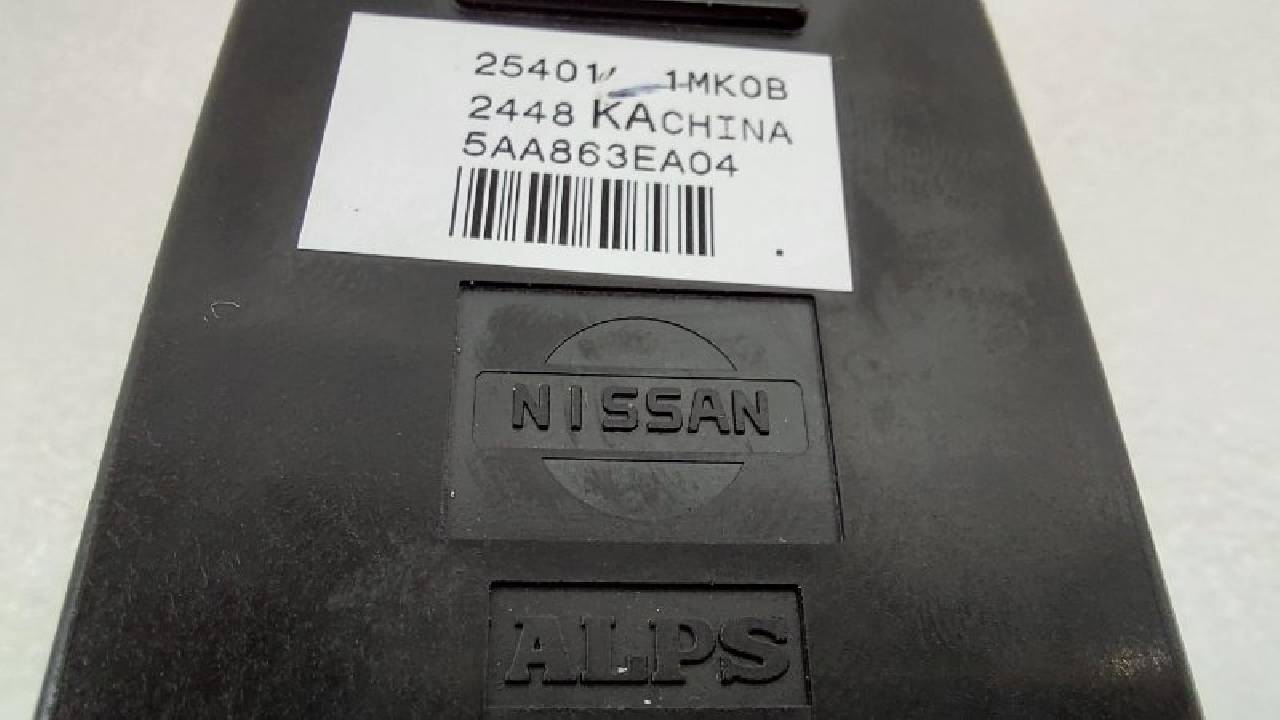 25401 1MK0B
2448 KACHINA
5AA863EA04
NISSAN
ALPS